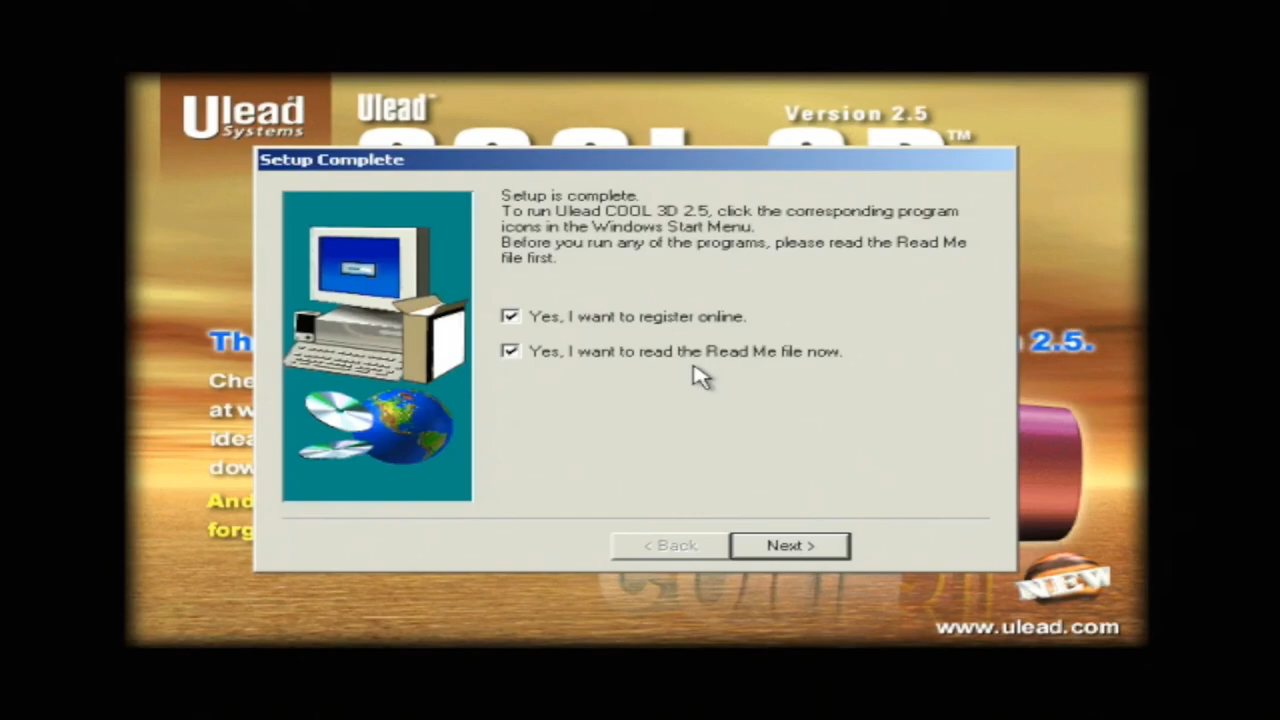 Ulead
Systems
Ulead™
Version 2.5
Setup Complete
Setup is complete.
To run Ulead COOL 3D 2.5, click the corresponding program
icons in the Windows Start Menu.
Before you run any of the programs, please read the Read Me
file first.
Yes, I want to register online.
Yes, I want to read the Read Me file now.
2.5.
Th
Che
at w
idea
dow
And
forg
< Back
Next >
NEW
www.ulead.com